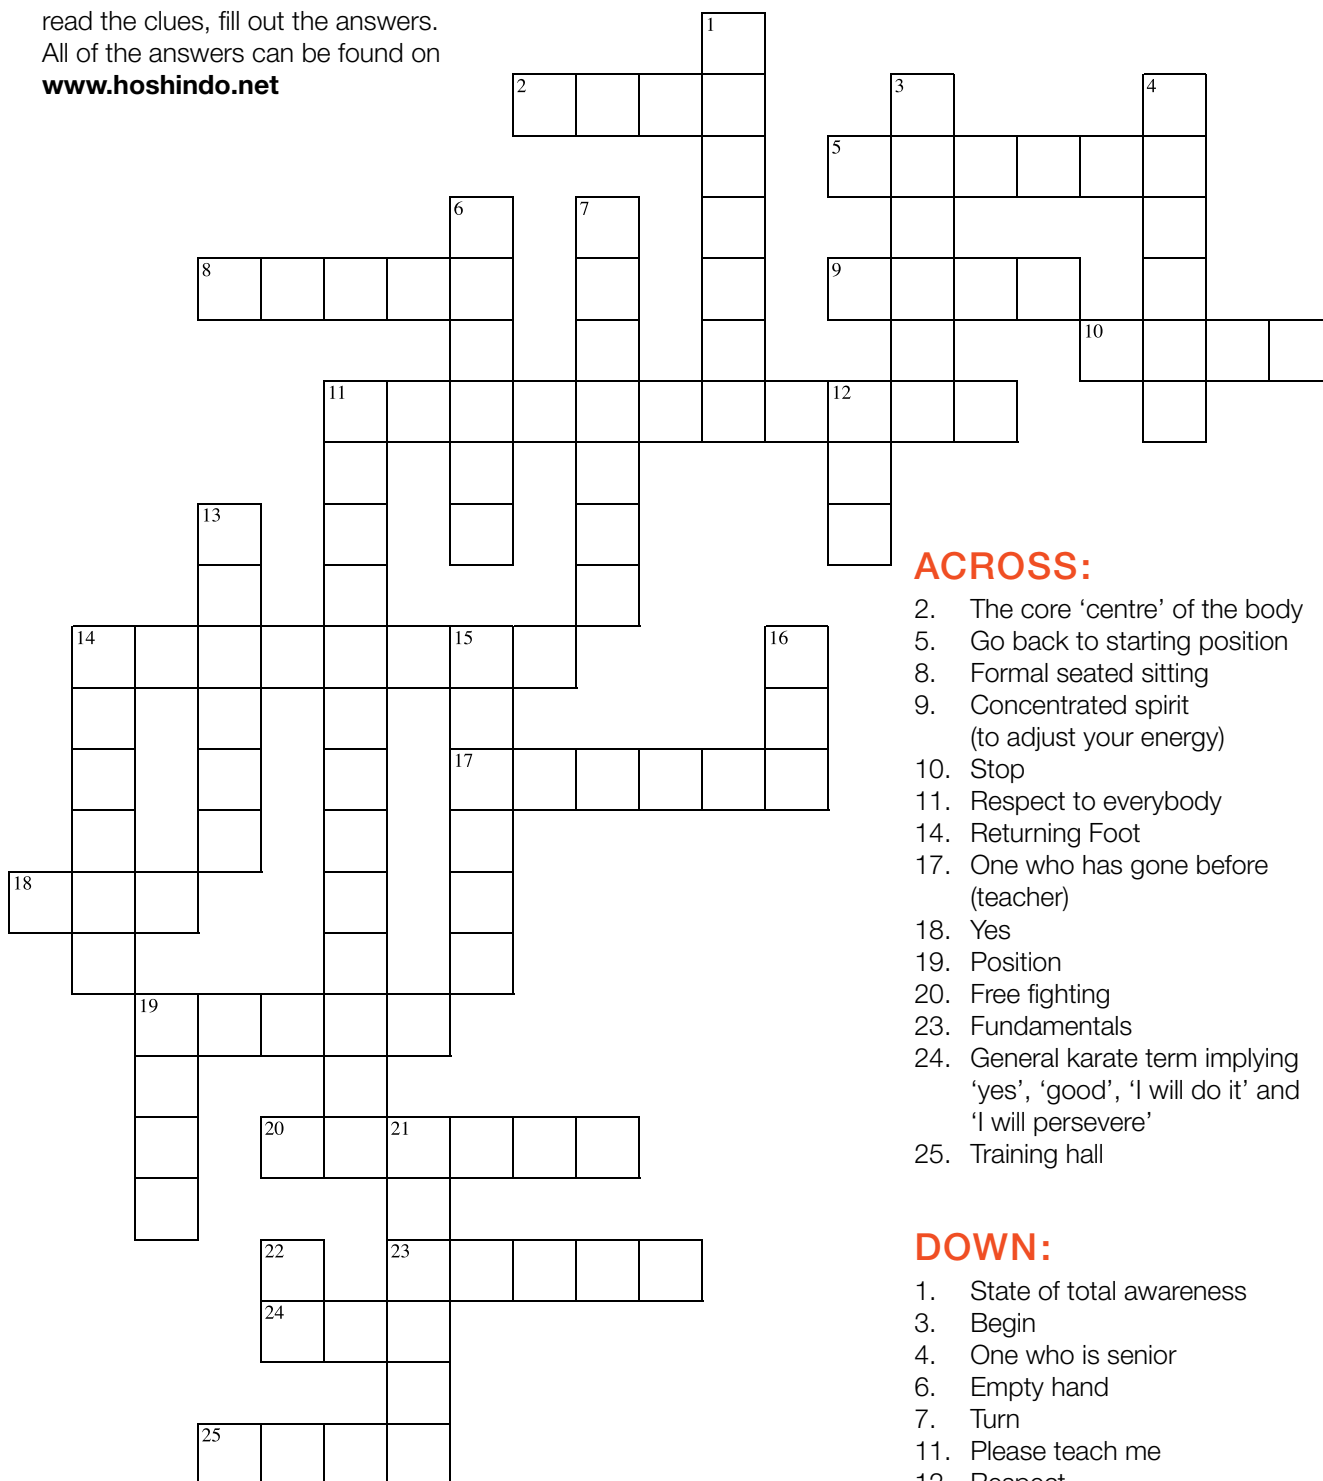 read the clues, fill out the answers.
All of the answers can be found on
www.hoshindo.net
1
2
3
4
5
6
7
8
9
10
11
12
13
14
15
16
17
18
19
20
21
22
23
24
25
ACROSS:
2. The core ‘centre’ of the body
5. Go back to starting position
8. Formal seated sitting
9. Concentrated spirit
(to adjust your energy)
10. Stop
11. Respect to everybody
14. Returning Foot
17. One who has gone before
(teacher)
18. Yes
19. Position
20. Free fighting
23. Fundamentals
24. General karate term implying
‘yes’, ‘good’, ‘I will do it’ and
‘I will persevere’
25. Training hall
DOWN:
1. State of total awareness
3. Begin
4. One who is senior
6. Empty hand
7. Turn
11. Please teach me
12. Respect